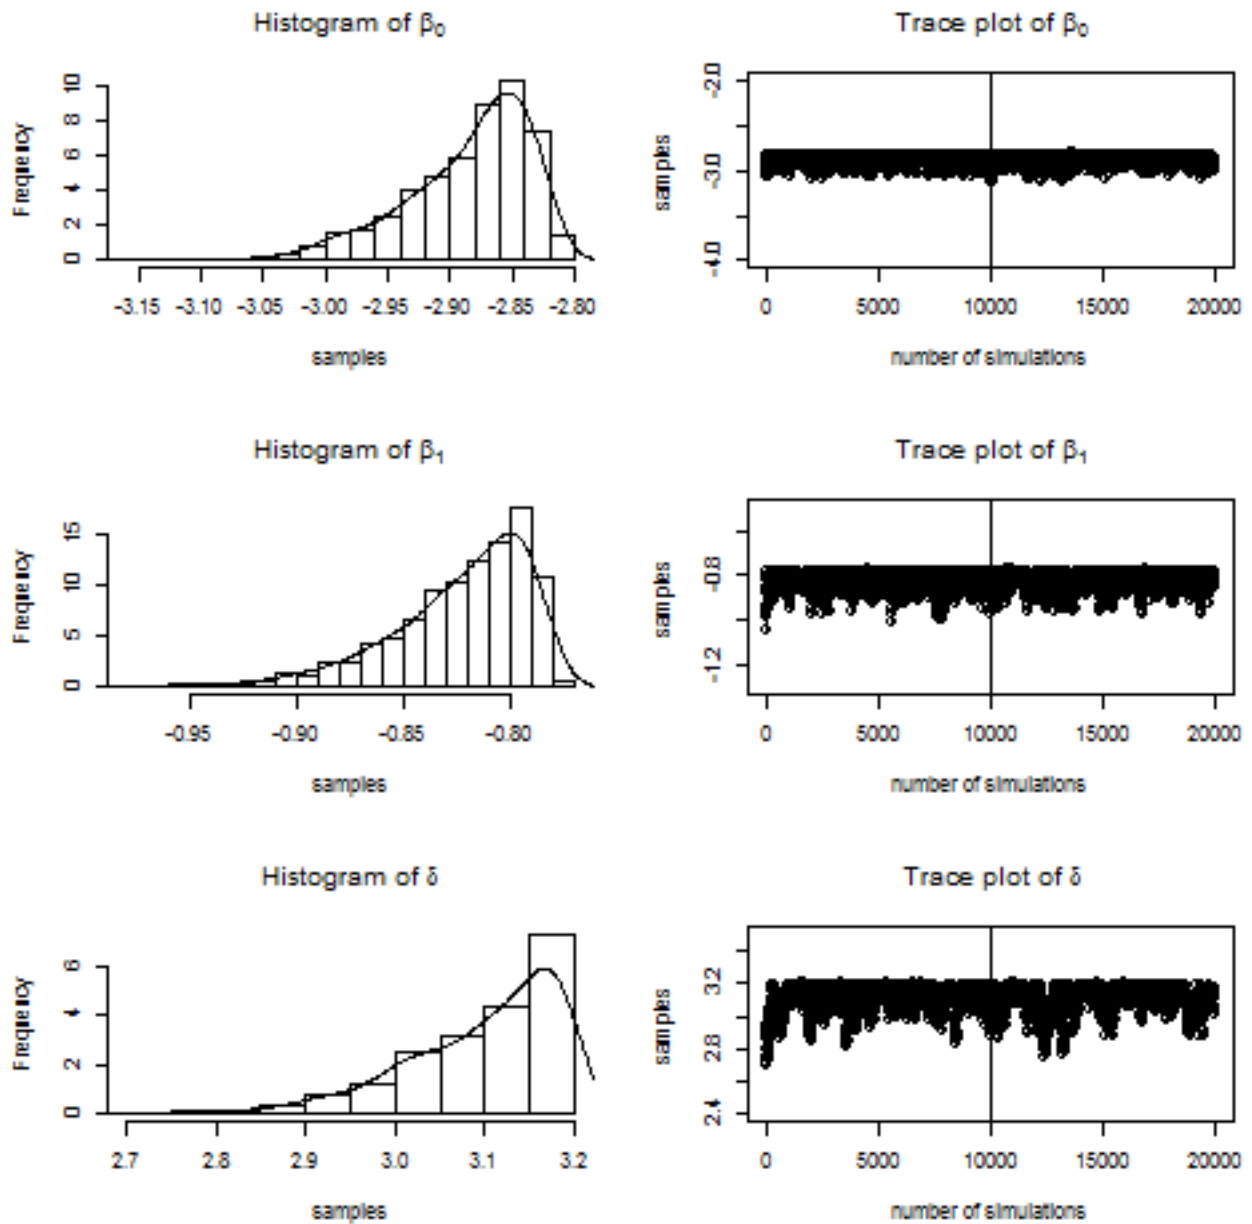 Histogram of β₀
Trace plot of β₀
Frequency
0 2 4 6 8 10
-3.15 -3.10 -3.05 -3.00 -2.95 -2.90 -2.85 -2.80
samples
samples
-4.0 -3.0 -2.0
0 5000 10000 15000 20000
number of simulations
Histogram of β₁
Trace plot of β₁
Frequency
0 5 10 15
-0.95 -0.90 -0.85 -0.80
samples
samples
-1.2 -0.8
0 5000 10000 15000 20000
number of simulations
Histogram of δ
Trace plot of δ
Frequency
0 2 4 6
2.7 2.8 2.9 3.0 3.1 3.2
samples
samples
2.4 2.8 3.2
0 5000 10000 15000 20000
number of simulations